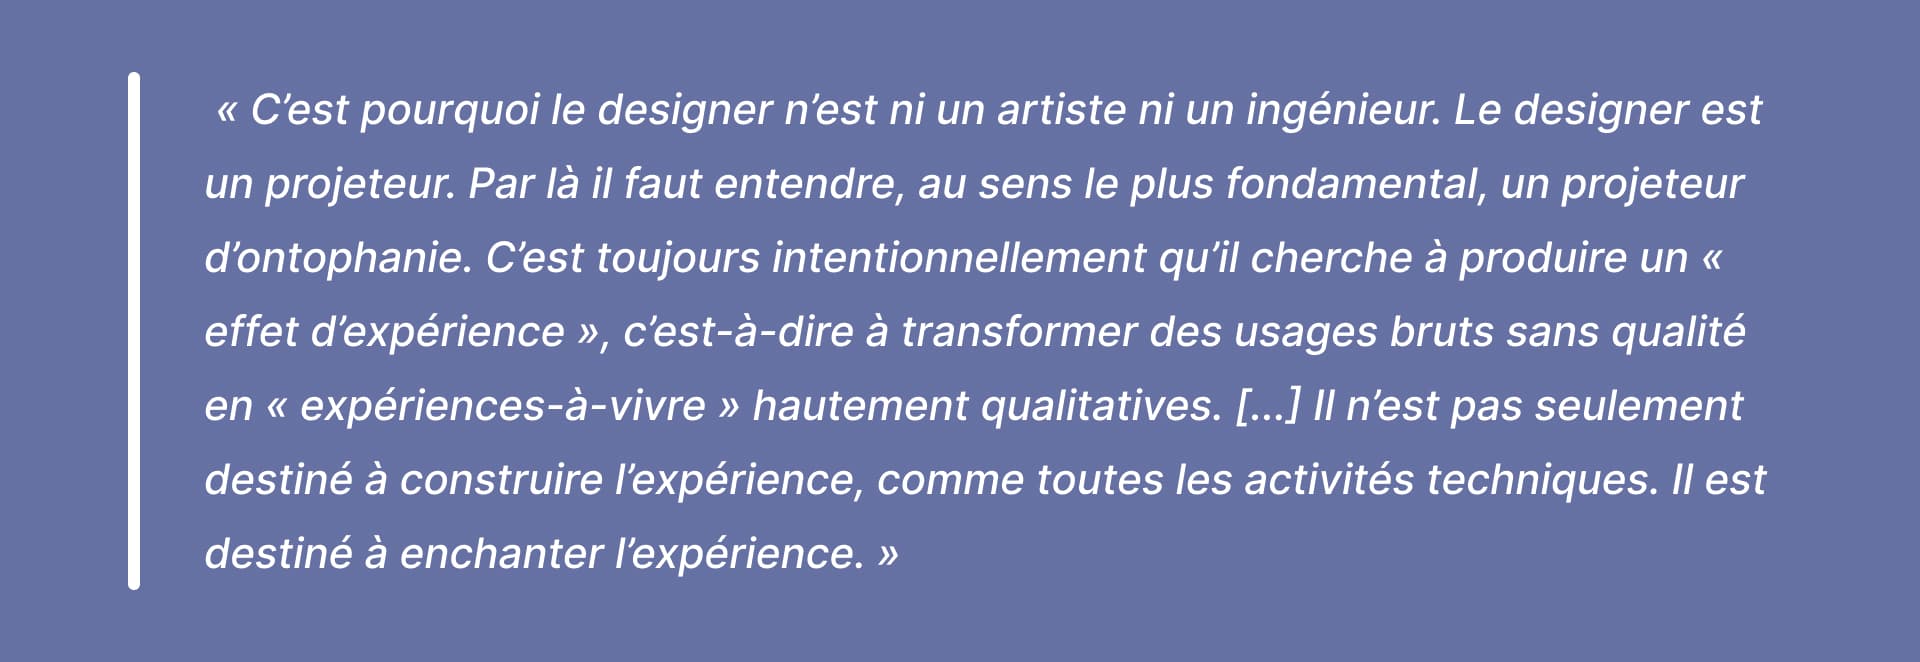 « C’est pourquoi le designer n’est ni un artiste ni un ingénieur. Le designer est
un projeteur. Par là il faut entendre, au sens le plus fondamental, un projeteur
d’ontophanie. C’est toujours intentionnellement qu’il cherche à produire un «
effet d’expérience », c’est-à-dire à transformer des usages bruts sans qualité
en « expériences-à-vivre » hautement qualitatives. [...] Il n’est pas seulement
destiné à construire l’expérience, comme toutes les activités techniques. Il est
destiné à enchanter l’expérience. »